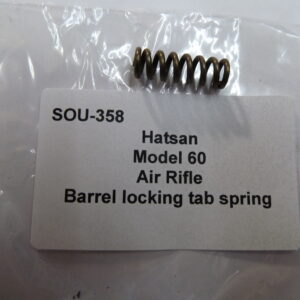 SOU-358
Hatsan
Model 60
Air Rifle
Barrel locking tab spring